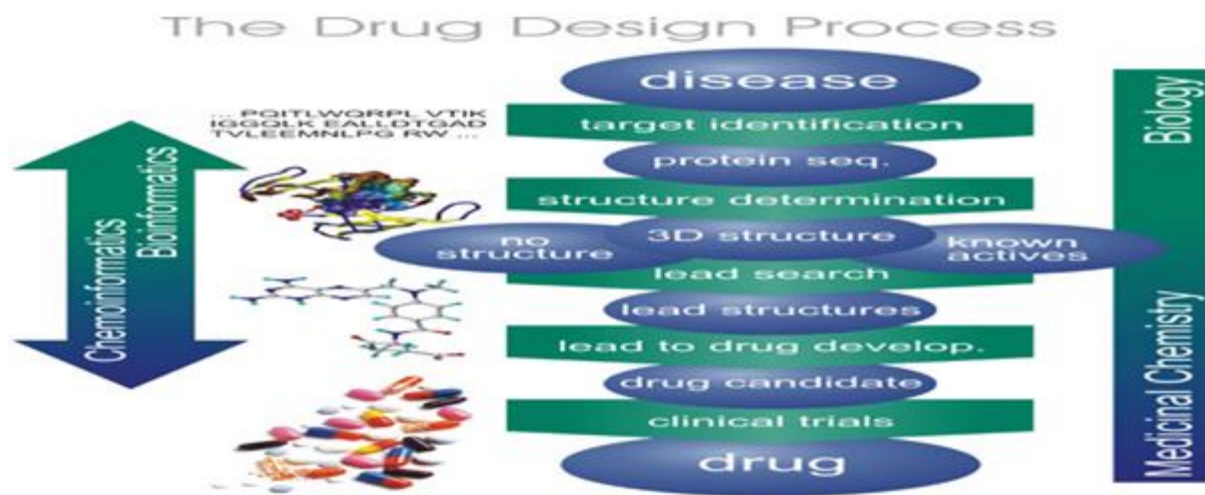 The Drug Design Process
disease
target identification
protein seq.
structure determination
no
structure
3D structure
known
actives
lead search
lead structures
lead to drug develop.
drug candidate
clinical trials
drug
... PQITLWQRPL VTIK
IGGQLK EALLDTGAD
TVLEEMNLPG RW ...
Bioinformatics
Chemoinformatics
Biology
Medicinal Chemistry